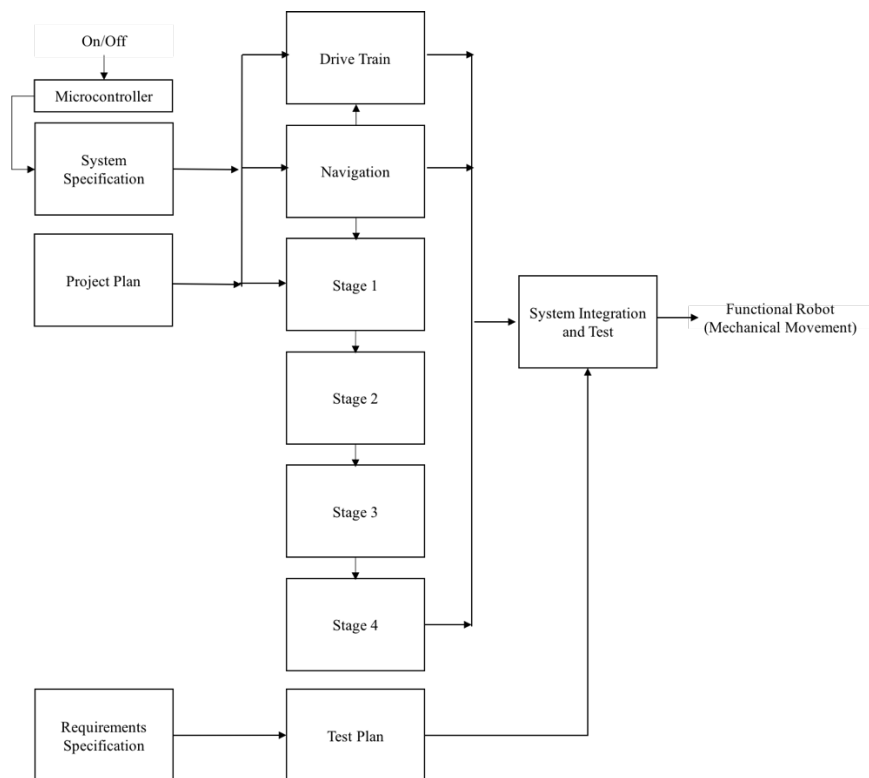 On/Off
Microcontroller
System
Specification
Project Plan
Drive Train
Navigation
Stage 1
Stage 2
Stage 3
Stage 4
System Integration
and Test
Functional Robot
(Mechanical Movement)
Requirements
Specification
Test Plan